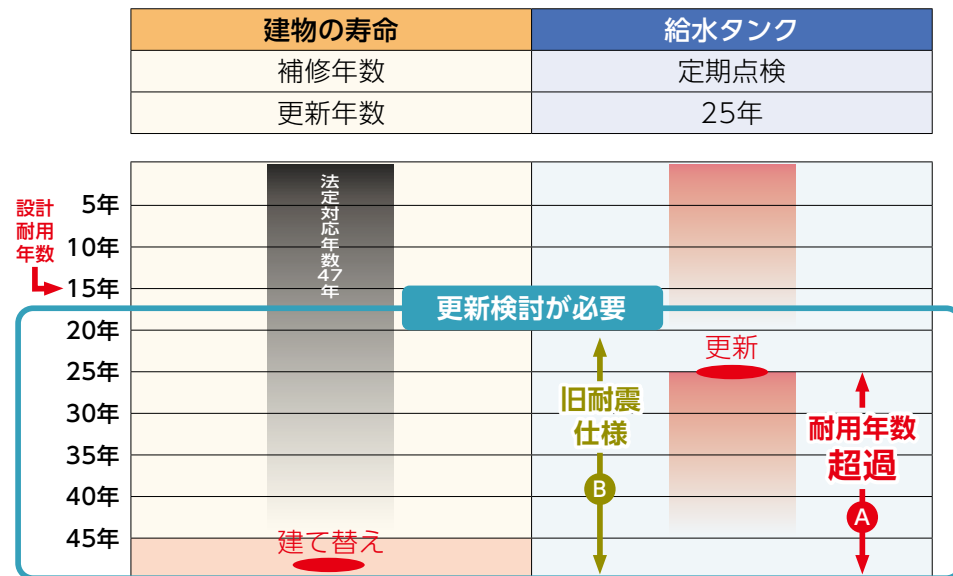 建物の寿命 給水タンク
補修年数 定期点検
更新年数 25年
法定対応年数47年
設計
耐用
年数
5年
10年
15年
更新検討が必要
20年
更新
25年
旧耐震
仕様
30年
耐用年数
超過
35年
40年
B
A
45年
建て替え